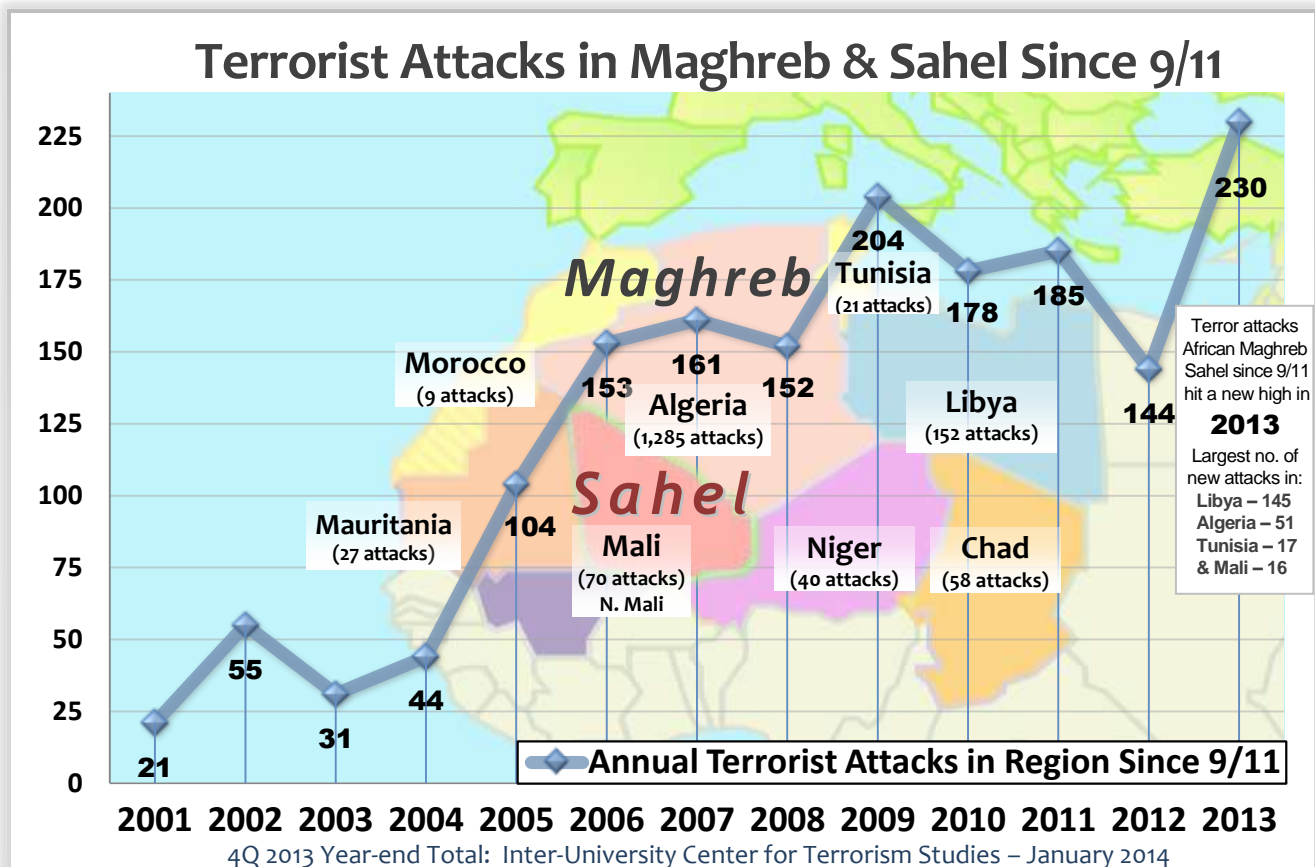 Terrorist Attacks in Maghreb & Sahel Since 9/11
225
200
175
150
125
100
75
50
25
0
21
55
31
44
104
153
161
152
204
178
185
144
230
Maghreb
Sahel
Morocco
(9 attacks)
Mauritania
(27 attacks)
Algeria
(1,285 attacks)
Tunisia
(21 attacks)
Libya
(152 attacks)
Mali
(70 attacks)
N. Mali
Niger
(40 attacks)
Chad
(58 attacks)
Terror attacks
African Maghreb
Sahel since 9/11
hit a new high in
2013
Largest no. of
new attacks in:
Libya – 145
Algeria – 51
Tunisia – 17
& Mali – 16
Annual Terrorist Attacks in Region Since 9/11
2001 2002 2003 2004 2005 2006 2007 2008 2009 2010 2011 2012 2013
4Q 2013 Year-end Total: Inter-University Center for Terrorism Studies – January 2014